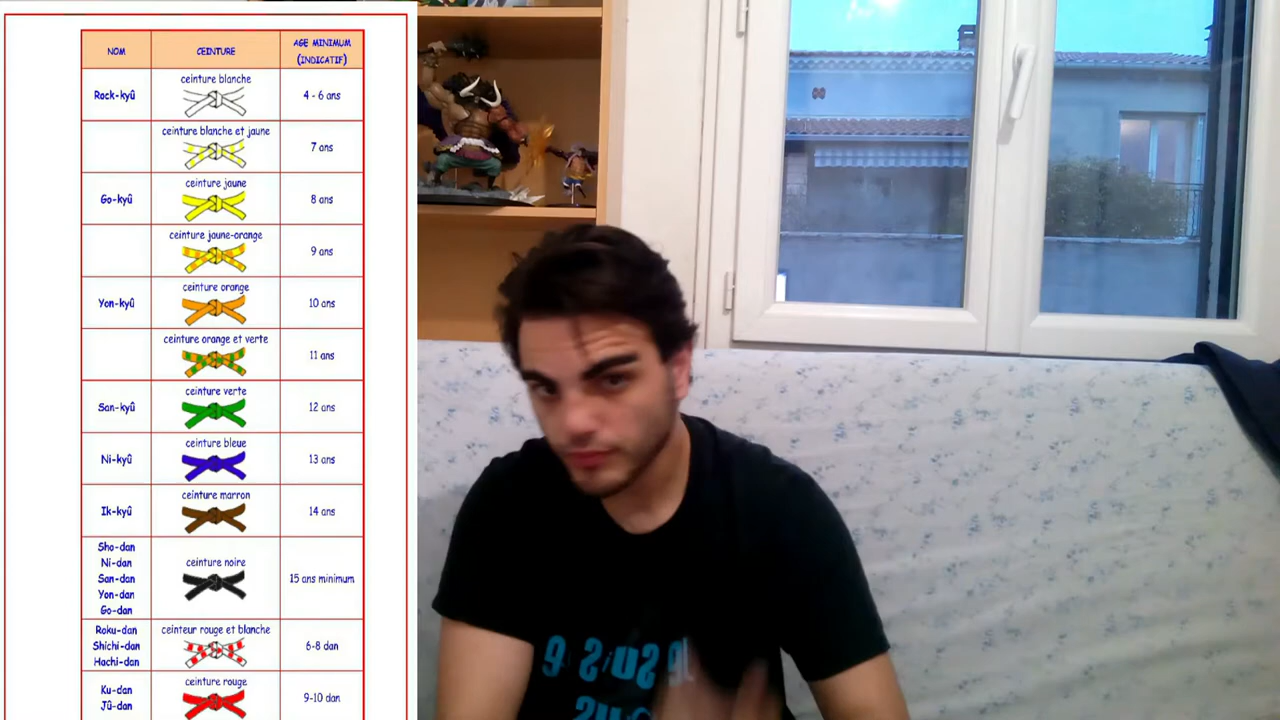 NOM CEINTURE AGE MINIMUM
(INDICATIF)
Rock-kyû ceinture blanche 4 - 6 ans
ceinture blanche et jaune 7 ans
Go-kyû ceinture jaune 8 ans
ceinture jaune-orange 9 ans
Yon-kyû ceinture orange 10 ans
ceinture orange et verte 11 ans
San-kyû ceinture verte 12 ans
Ni-kyû ceinture bleue 13 ans
Ik-kyû ceinture marron 14 ans
Sho-dan
Ni-dan
San-dan
Yon-dan
Go-dan
ceinture noire
15 ans minimum
Roku-dan
Shichi-dan
Hachi-dan
ceinteur rouge et blanche
6-8 dan
Ku-dan
Jû-dan
ceinture rouge
9-10 dan